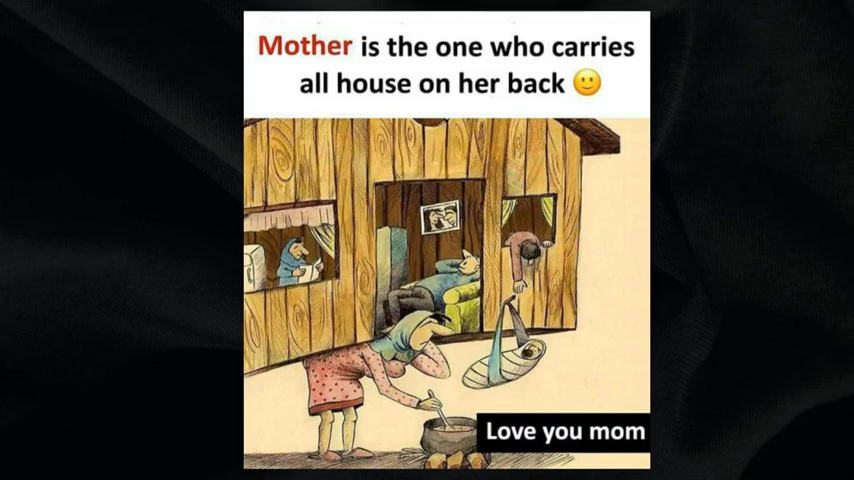 Mother is the one who carries
all house on her back 🙂
Love you mom